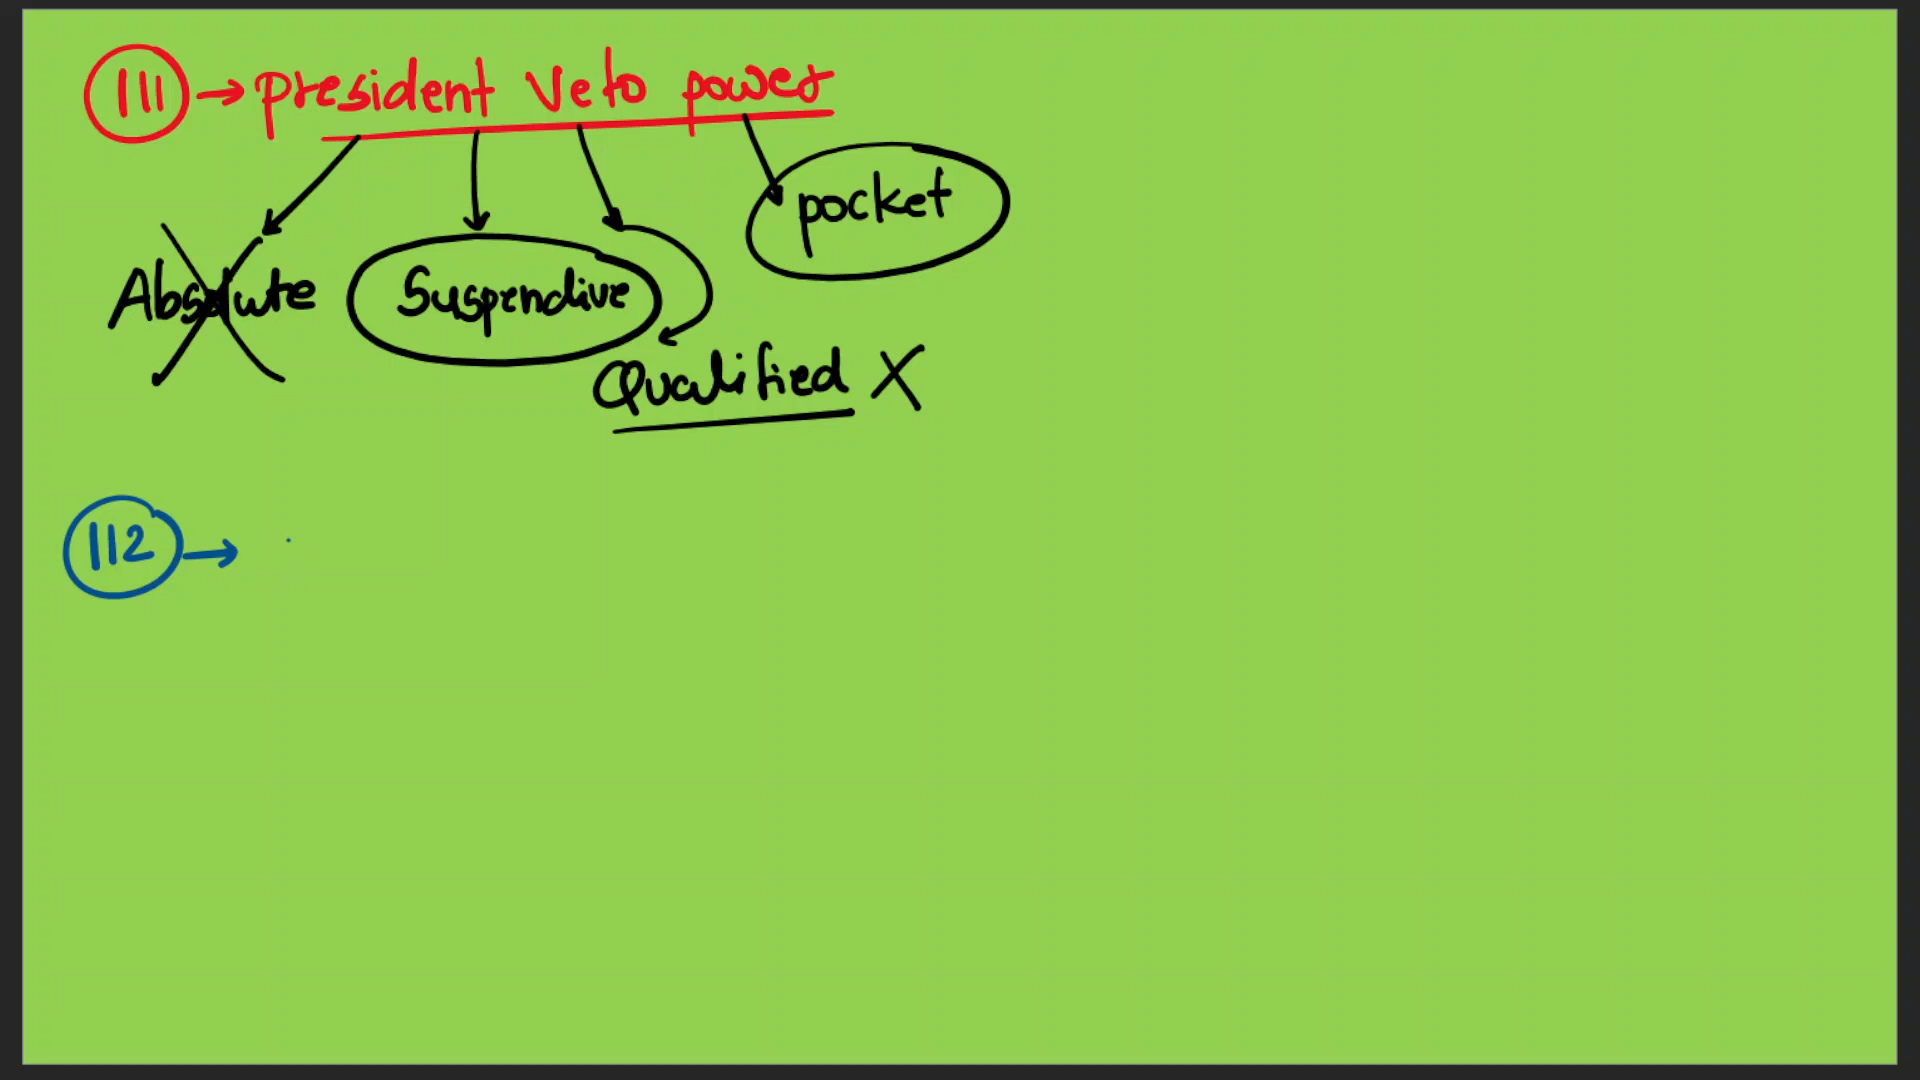 111 → president Veto power
pocket
Absolute Suspendive
Qualified X
112 →